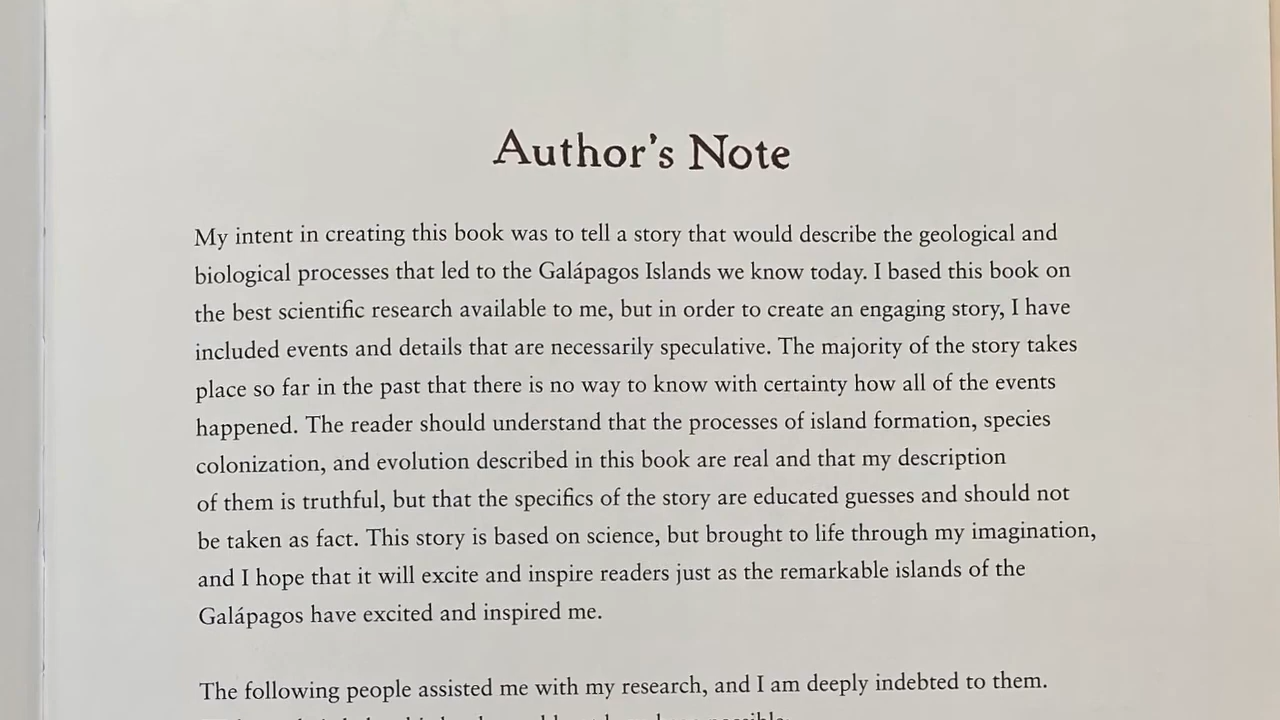 Author's Note
My intent in creating this book was to tell a story that would describe the geological and
biological processes that led to the Galápagos Islands we know today. I based this book on
the best scientific research available to me, but in order to create an engaging story, I have
included events and details that are necessarily speculative. The majority of the story takes
place so far in the past that there is no way to know with certainty how all of the events
happened. The reader should understand that the processes of island formation, species
colonization, and evolution described in this book are real and that my description
of them is truthful, but that the specifics of the story are educated guesses and should not
be taken as fact. This story is based on science, but brought to life through my imagination,
and I hope that it will excite and inspire readers just as the remarkable islands of the
Galápagos have excited and inspired me.
The following people assisted me with my research, and I am deeply indebted to them.